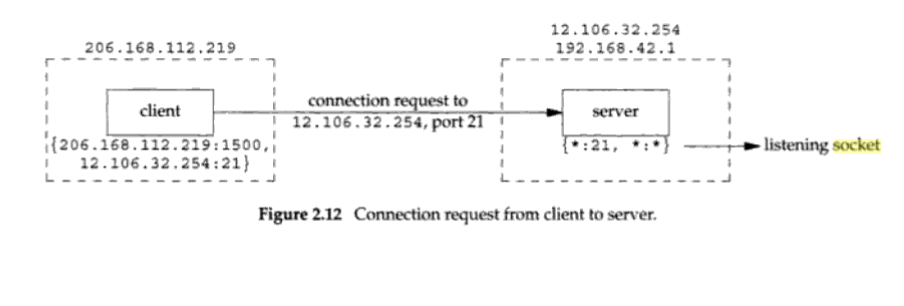 12.106.32.254
206.168.112.219
192.168.42.1
client
connection request to
12.106.32.254, port 21
server
{206.168.112.219:1500,
12.106.32.254:21}
{*:21, *:*}
listening socket
Figure 2.12 Connection request from client to server.